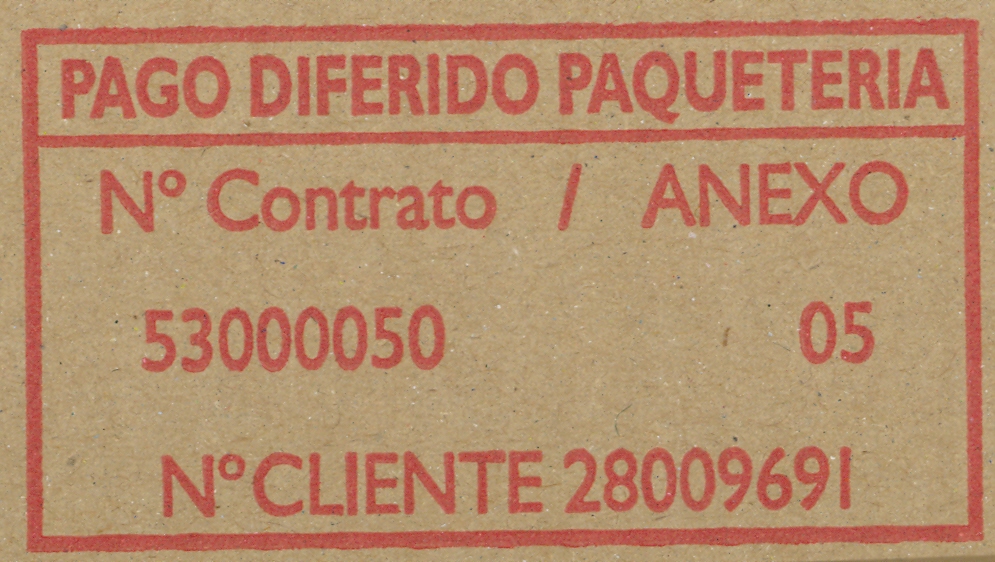 PAGO DIFERIDO PAQUETERIA
Nº Contrato / ANEXO
53000050 05
NºCLIENTE 28009691